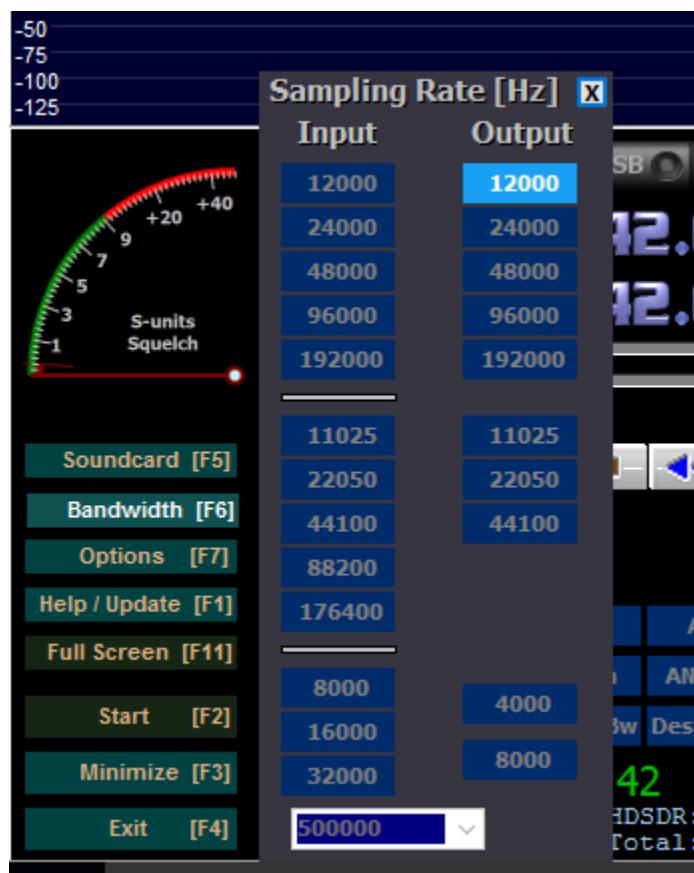 -50
-75
-100
-125
Sampling Rate [Hz] X
Input Output
12000 12000
24000 24000
48000 48000
96000 96000
192000 192000
11025 11025
22050 22050
44100 44100
88200
176400
8000 4000
16000 8000
32000
500000
+40
+20
9
7
5
3
1
S-units
Squelch
Soundcard [F5]
Bandwidth [F6]
Options [F7]
Help / Update [F1]
Full Screen [F11]
Start [F2]
Minimize [F3]
Exit [F4]
SB
42.
42.
AN
Bw Des
42
HDSDR:
Total: